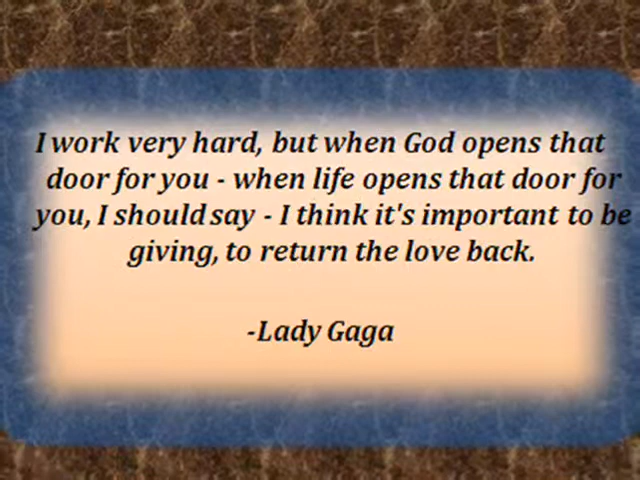 I work very hard, but when God opens that
door for you - when life opens that door for
you, I should say - I think it's important to be
giving, to return the love back.
-Lady Gaga